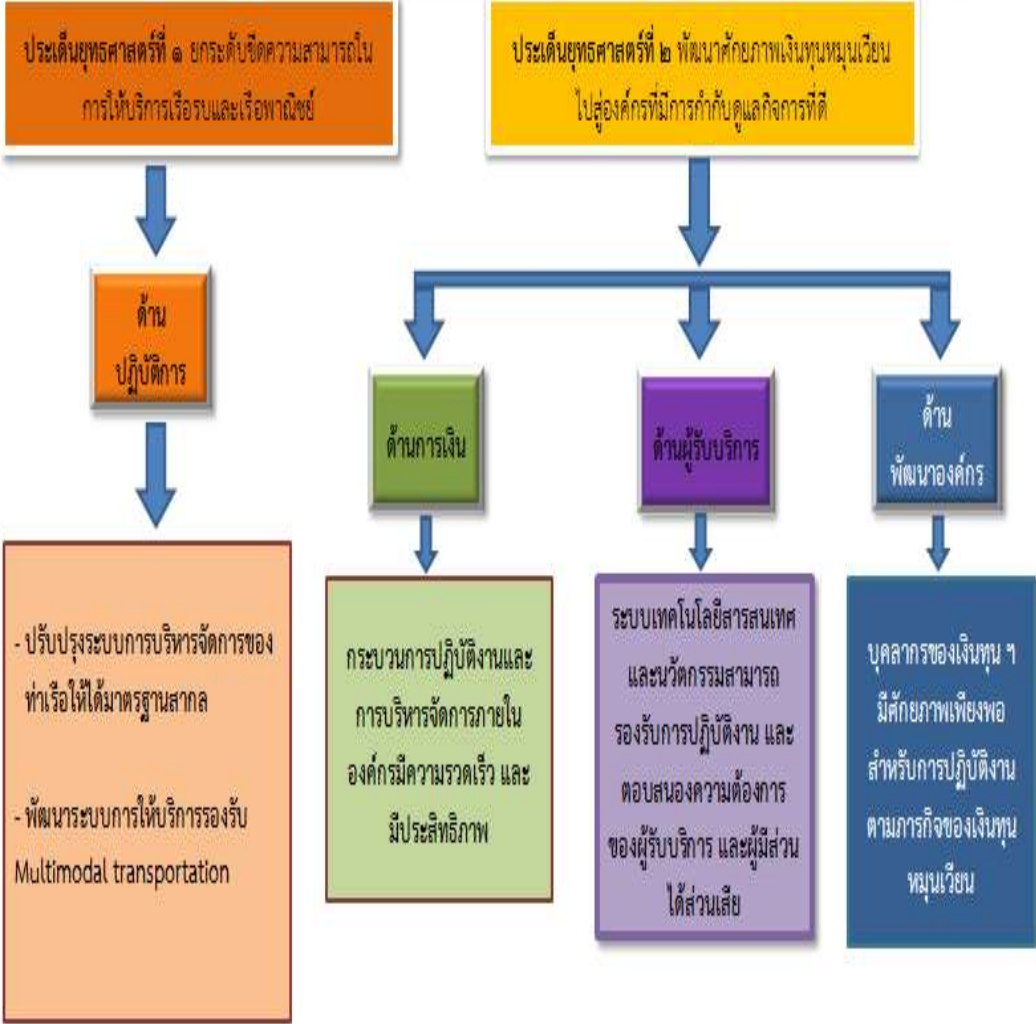 ประเด็นยุทธศาสตร์ที่ ๑ ยกระดับขีดความสามารถใน
การให้บริการเรือรบและเรือพาณิชย์
ประเด็นยุทธศาสตร์ที่ ๒ พัฒนาศักยภาพเงินทุนหมุนเวียน
ไปสู่องค์กรที่มีการกำกับดูแลกิจการที่ดี
ด้าน
ปฏิบัติการ
ด้านการเงิน
ด้านผู้รับบริการ
ด้าน
พัฒนาองค์กร
- ปรับปรุงระบบการบริหารจัดการของ
ท่าเรือให้ได้มาตรฐานสากล
- พัฒนาระบบการให้บริการรองรับ
Multimodal transportation
กระบวนการปฏิบัติงานและ
การบริหารจัดการภายใน
องค์กรมีความรวดเร็ว และ
มีประสิทธิภาพ
ระบบเทคโนโลยีสารสนเทศ
และนวัตกรรมสามารถ
รองรับการปฏิบัติงาน และ
ตอบสนองความต้องการ
ของผู้รับบริการ และผู้มีส่วน
ได้ส่วนเสีย
บุคลากรของเงินทุน ฯ
มีศักยภาพเพียงพอ
สำหรับการปฏิบัติงาน
ตามภารกิจของเงินทุน
หมุนเวียน